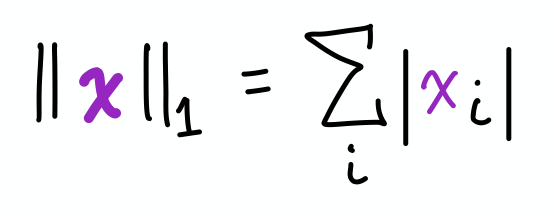 ‖x‖₁ = ∑ᵢ |xᵢ|